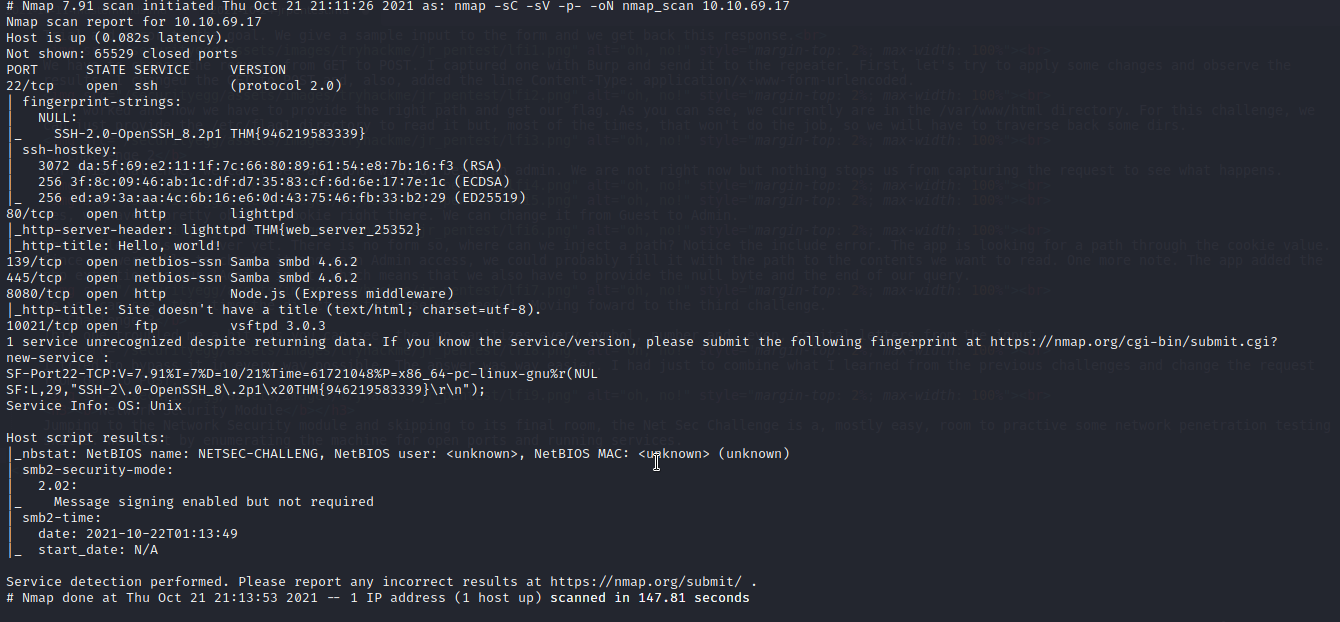 # Nmap 7.91 scan initiated Thu Oct 21 21:11:26 2021 as: nmap -sC -sV -p- -oN nmap_scan 10.10.69.17
Nmap scan report for 10.10.69.17
Host is up (0.082s latency).
Not shown: 65529 closed ports
PORT      STATE SERVICE     VERSION
22/tcp    open  ssh         (protocol 2.0)
| fingerprint-strings:
|   NULL:
|_    SSH-2.0-OpenSSH_8.2p1 THM{946219583339}
| ssh-hostkey:
|   3072 da:5f:69:e2:11:1f:7c:66:80:89:61:54:e8:7b:16:f3 (RSA)
|   256 3f:8c:09:46:ab:1c:df:d7:35:83:cf:6d:6e:17:7e:1c (ECDSA)
|_  256 ed:a9:3a:aa:4c:6b:16:e6:0d:43:75:46:fb:33:b2:29 (ED25519)
80/tcp    open  http        lighttpd
|_http-server-header: lighttpd THM{web_server_25352}
|_http-title: Hello, world!
139/tcp   open  netbios-ssn Samba smbd 4.6.2
445/tcp   open  netbios-ssn Samba smbd 4.6.2
8080/tcp  open  http        Node.js (Express middleware)
|_http-title: Site doesn't have a title (text/html; charset=utf-8).
10021/tcp open  ftp         vsftpd 3.0.3
1 service unrecognized despite returning data. If you know the service/version, please submit the following fingerprint at https://nmap.org/cgi-bin/submit.cgi?
new-service :
SF-Port22-TCP:V=7.91%I=7%D=10/21%Time=61721048%P=x86_64-pc-linux-gnu%r(NUL
SF:L,29,"SSH-2\.0-OpenSSH_8\.2p1\x20THM{946219583339}\r\n");
Service Info: OS: Unix
Host script results:
|_nbstat: NetBIOS name: NETSEC-CHALLENG, NetBIOS user: <unknown>, NetBIOS MAC: <unknown> (unknown)
| smb2-security-mode:
|   2.02:
|_    Message signing enabled but not required
| smb2-time:
|   date: 2021-10-22T01:13:49
|_  start_date: N/A
Service detection performed. Please report any incorrect results at https://nmap.org/submit/ .
# Nmap done at Thu Oct 21 21:13:53 2021 -- 1 IP address (1 host up) scanned in 147.81 seconds